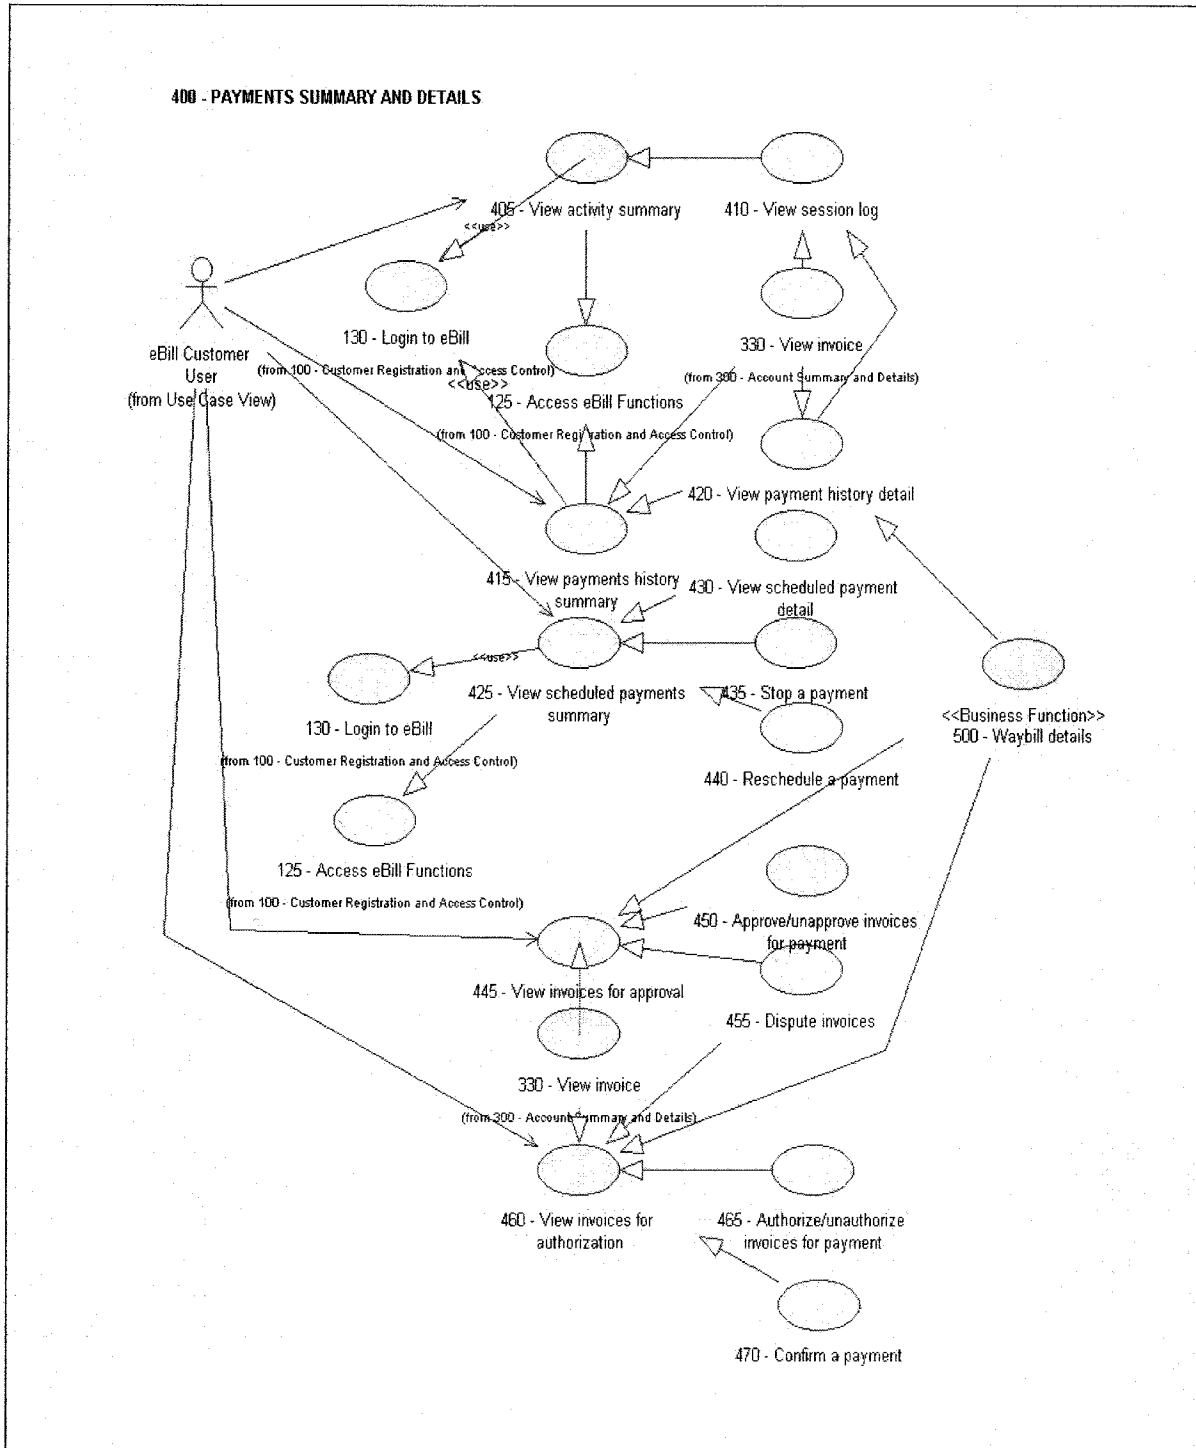 400 - PAYMENTS SUMMARY AND DETAILS
405 - View activity summary
410 - View session log
<<use>>
130 - Login to eBill
(from 100 - Customer Registration and Access Control)
330 - View invoice
(from 300 - Account Summary and Details)
eBill Customer
User
(from Use Case View)
<<use>>
125 - Access eBill Functions
(from 100 - Customer Registration and Access Control)
420 - View payment history detail
415 - View payments history
summary
430 - View scheduled payment
detail
<<use>>
425 - View scheduled payments
summary
435 - Stop a payment
130 - Login to eBill
(from 100 - Customer Registration and Access Control)
<<Business Function>>
500 - Waybill details
440 - Reschedule a payment
125 - Access eBill Functions
(from 100 - Customer Registration and Access Control)
450 - Approve/unapprove invoices
for payment
445 - View invoices for approval
455 - Dispute invoices
330 - View invoice
(from 300 - Account Summary and Details)
460 - View invoices for
authorization
465 - Authorize/unauthorize
invoices for payment
470 - Confirm a payment